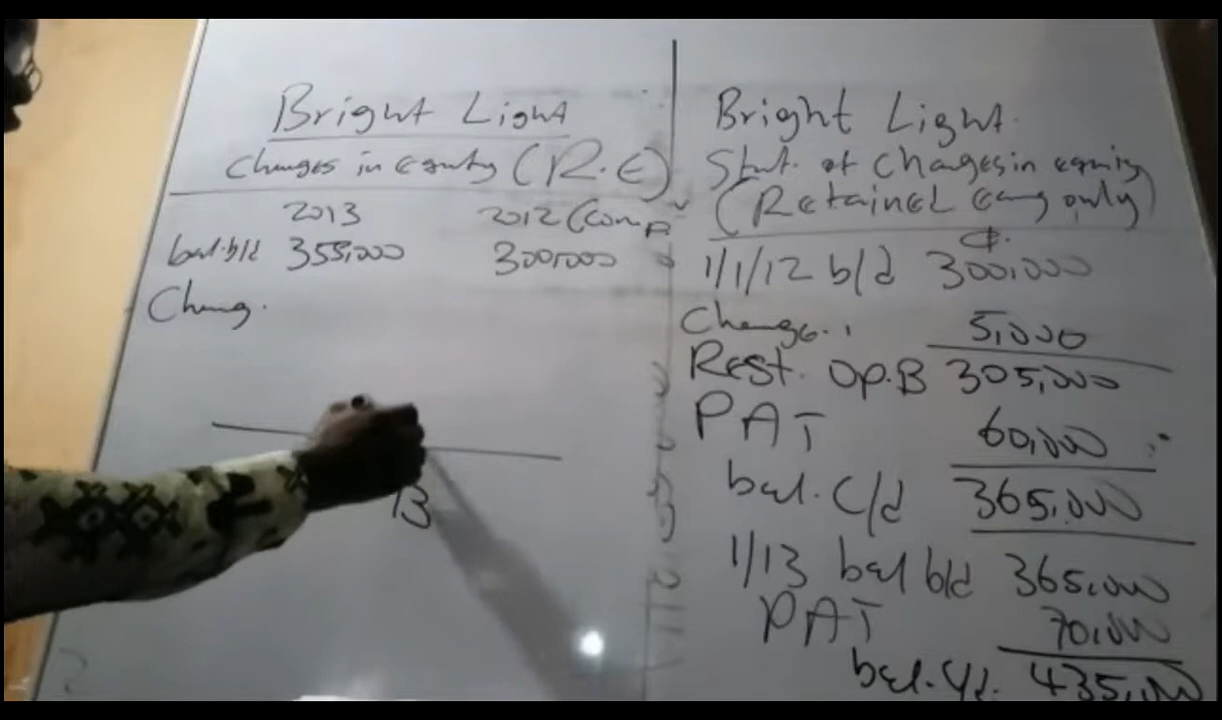 Bright Light
Changes in Equity (R.E)
2013 2012 (Comp
bal. b/d 355,000 300,000
Chang.
13
Bright Light.
Stmt. of Changes in equity
(Retained earng only)
$.
1/1/12 b/d 300,000
Change. 5,000
Rest. Op.B 305,000
PAT 60,000
bal. C/d 365,000
1/13 bal b/d 365,000
PAT 70,000
bal. c/d. 435,000